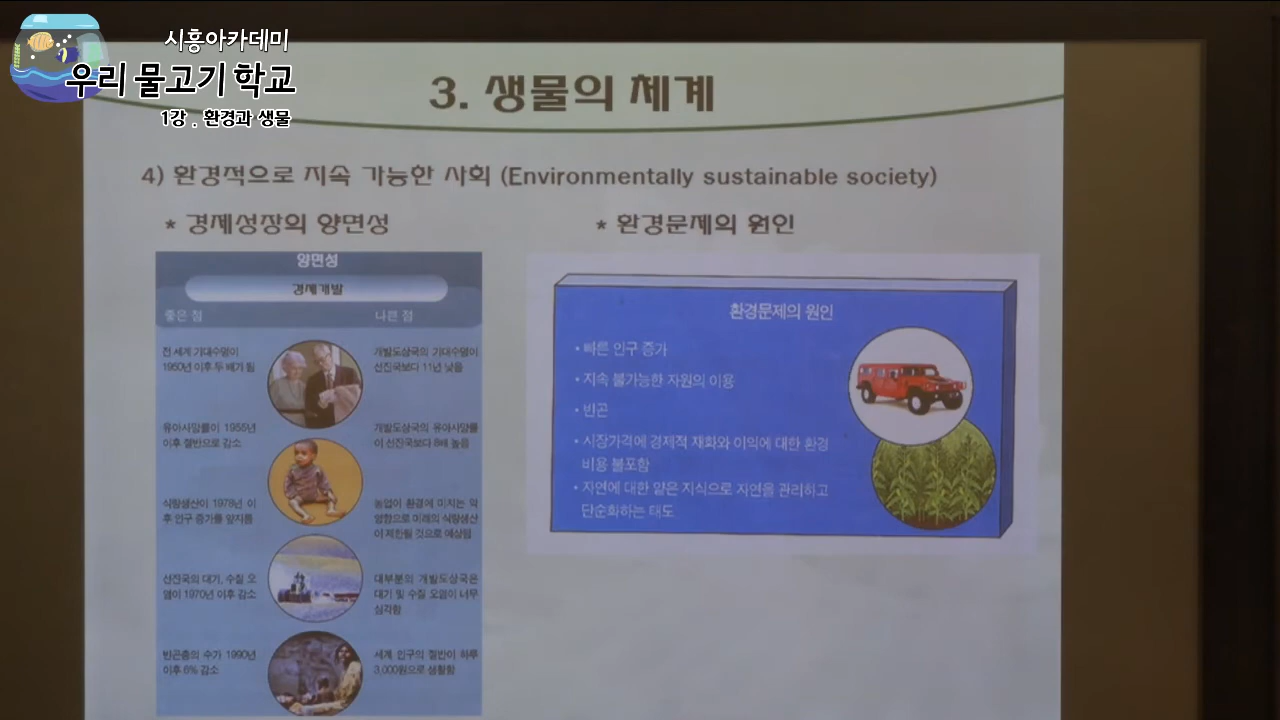 시흥아카데미
우리 물고기 학교
1강 . 환경과 생물
3. 생물의 체계
4) 환경적으로 지속 가능한 사회 (Environmentally sustainable society)
* 경제성장의 양면성
* 환경문제의 원인
양면성
경제개발
좋은 점
나쁜 점
전 세계 기대수명이
1950년 이후 두 배가 됨
개발도상국의 기대수명이
선진국보다 11년 낮음
유아사망률이 1955년
이후 절반으로 감소
개발도상국의 유아사망률
이 선진국보다 8배 높음
식량생산이 1978년 이
후 인구 증가를 앞지름
농업이 환경에 미치는 악
영향으로 미래의 식량생산
이 제한될 것으로 예상됨
선진국의 대기, 수질 오
염이 1970년 이후 감소
대부분의 개발도상국은
대기 및 수질 오염이 너무
심각함
빈곤층의 수가 1990년
이후 6% 감소
세계 인구의 절반이 하루
3,000원으로 생활함
환경문제의 원인
• 빠른 인구 증가
• 지속 불가능한 자원의 이용
• 빈곤
• 시장가격에 경제적 재화와 이익에 대한 환경
비용 불포함
• 자연에 대한 얕은 지식으로 자연을 관리하고
단순화하는 태도